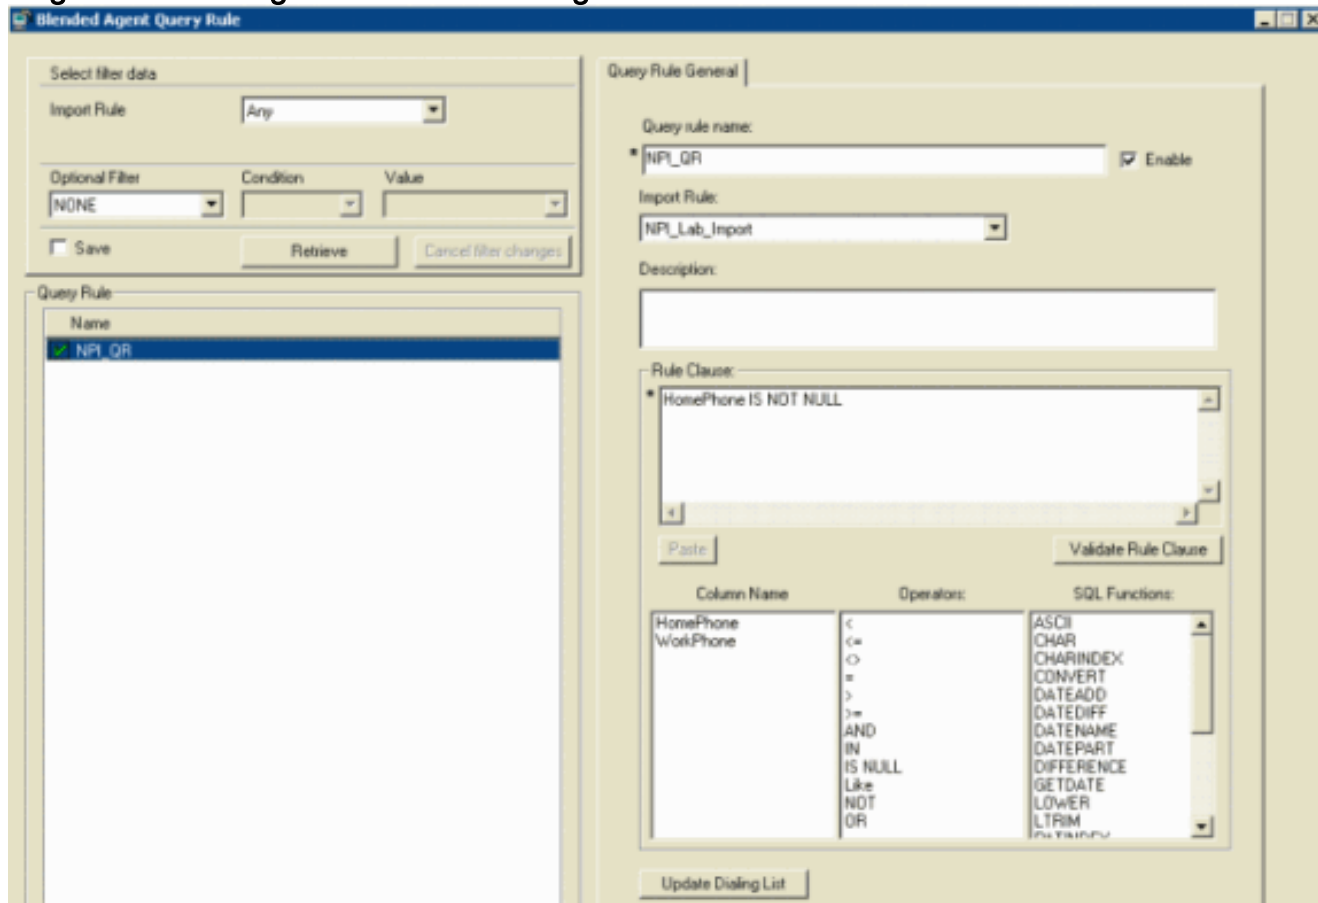 Blended Agent Query Rule
Select filter data
Import Rule
Any
Optional Filter
Condition
Value
NONE
Save
Retrieve
Cancel filter changes
Query Rule
Name
NPI_QR
Query Rule General
Query rule name:
* NPI_QR
Enable
Import Rule:
NPI_Lab_Import
Description:
Rule Clause:
* HomePhone IS NOT NULL
Paste
Validate Rule Clause
Column Name
HomePhone
WorkPhone
Operators:
<
<=
<>
=
>
>=
AND
IN
IS NULL
Like
NOT
OR
SQL Functions:
ASCII
CHAR
CHARINDEX
CONVERT
DATEADD
DATEDIFF
DATENAME
DATEPART
DIFFERENCE
GETDATE
LOWER
LTRIM
Update Dialing List